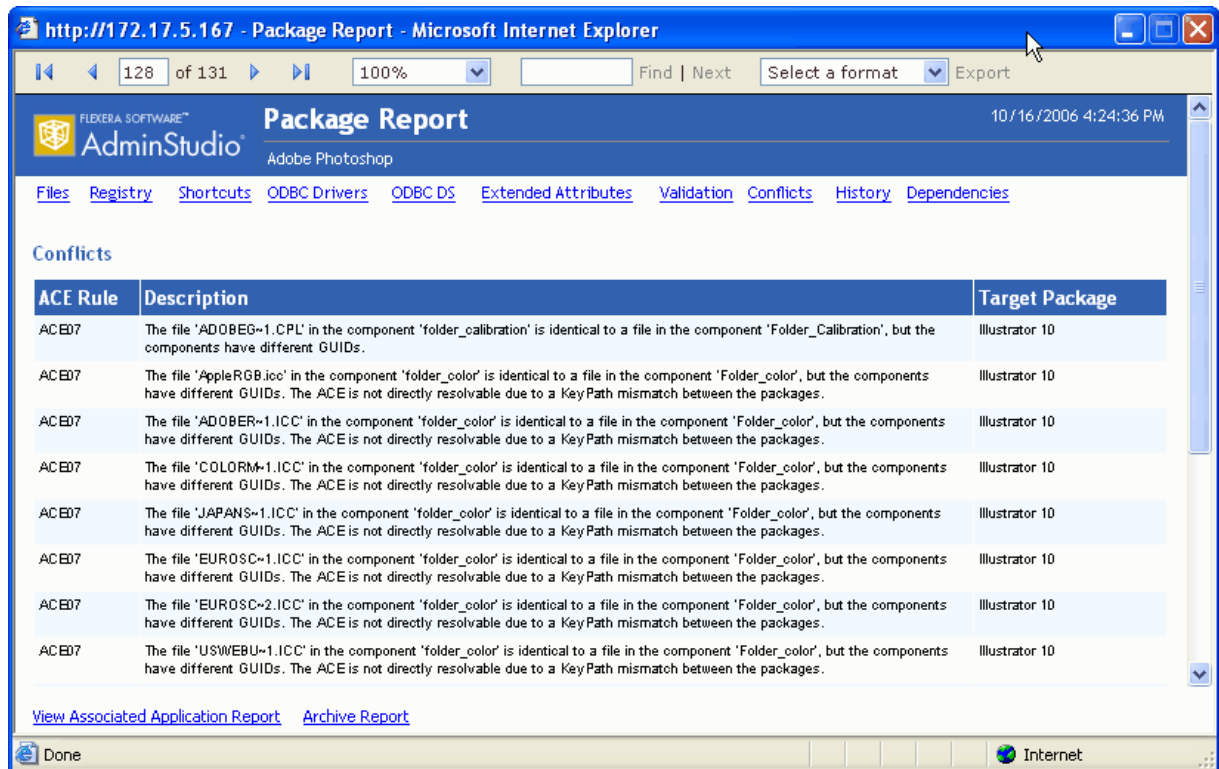 http://172.17.5.167 - Package Report - Microsoft Internet Explorer
128 of 131 100% Find | Next Select a format Export
FLEXERA SOFTWARE™
AdminStudio®
Package Report
10/16/2006 4:24:36 PM
Adobe Photoshop
Files Registry Shortcuts ODBC Drivers ODBC DS Extended Attributes Validation Conflicts History Dependencies
Conflicts
ACE Rule Description Target Package
ACE07 The file 'ADOBEG~1.CPL' in the component 'folder_calibration' is identical to a file in the component 'Folder_Calibration', but the Illustrator 10
components have different GUIDs.
ACE07 The file 'AppleRGB.icc' in the component 'folder_color' is identical to a file in the component 'Folder_color', but the components Illustrator 10
have different GUIDs. The ACE is not directly resolvable due to a KeyPath mismatch between the packages.
ACE07 The file 'ADOBER~1.ICC' in the component 'folder_color' is identical to a file in the component 'Folder_color', but the components Illustrator 10
have different GUIDs. The ACE is not directly resolvable due to a KeyPath mismatch between the packages.
ACE07 The file 'COLORM~1.ICC' in the component 'folder_color' is identical to a file in the component 'Folder_color', but the components Illustrator 10
have different GUIDs. The ACE is not directly resolvable due to a KeyPath mismatch between the packages.
ACE07 The file 'JAPANS~1.ICC' in the component 'folder_color' is identical to a file in the component 'Folder_color', but the components Illustrator 10
have different GUIDs. The ACE is not directly resolvable due to a KeyPath mismatch between the packages.
ACE07 The file 'EUROSC~1.ICC' in the component 'folder_color' is identical to a file in the component 'Folder_color', but the components Illustrator 10
have different GUIDs. The ACE is not directly resolvable due to a KeyPath mismatch between the packages.
ACE07 The file 'EUROSC~2.ICC' in the component 'folder_color' is identical to a file in the component 'Folder_color', but the components Illustrator 10
have different GUIDs. The ACE is not directly resolvable due to a KeyPath mismatch between the packages.
ACE07 The file 'USWEBU~1.ICC' in the component 'folder_color' is identical to a file in the component 'Folder_color', but the components Illustrator 10
have different GUIDs. The ACE is not directly resolvable due to a KeyPath mismatch between the packages.
View Associated Application Report Archive Report
Done Internet